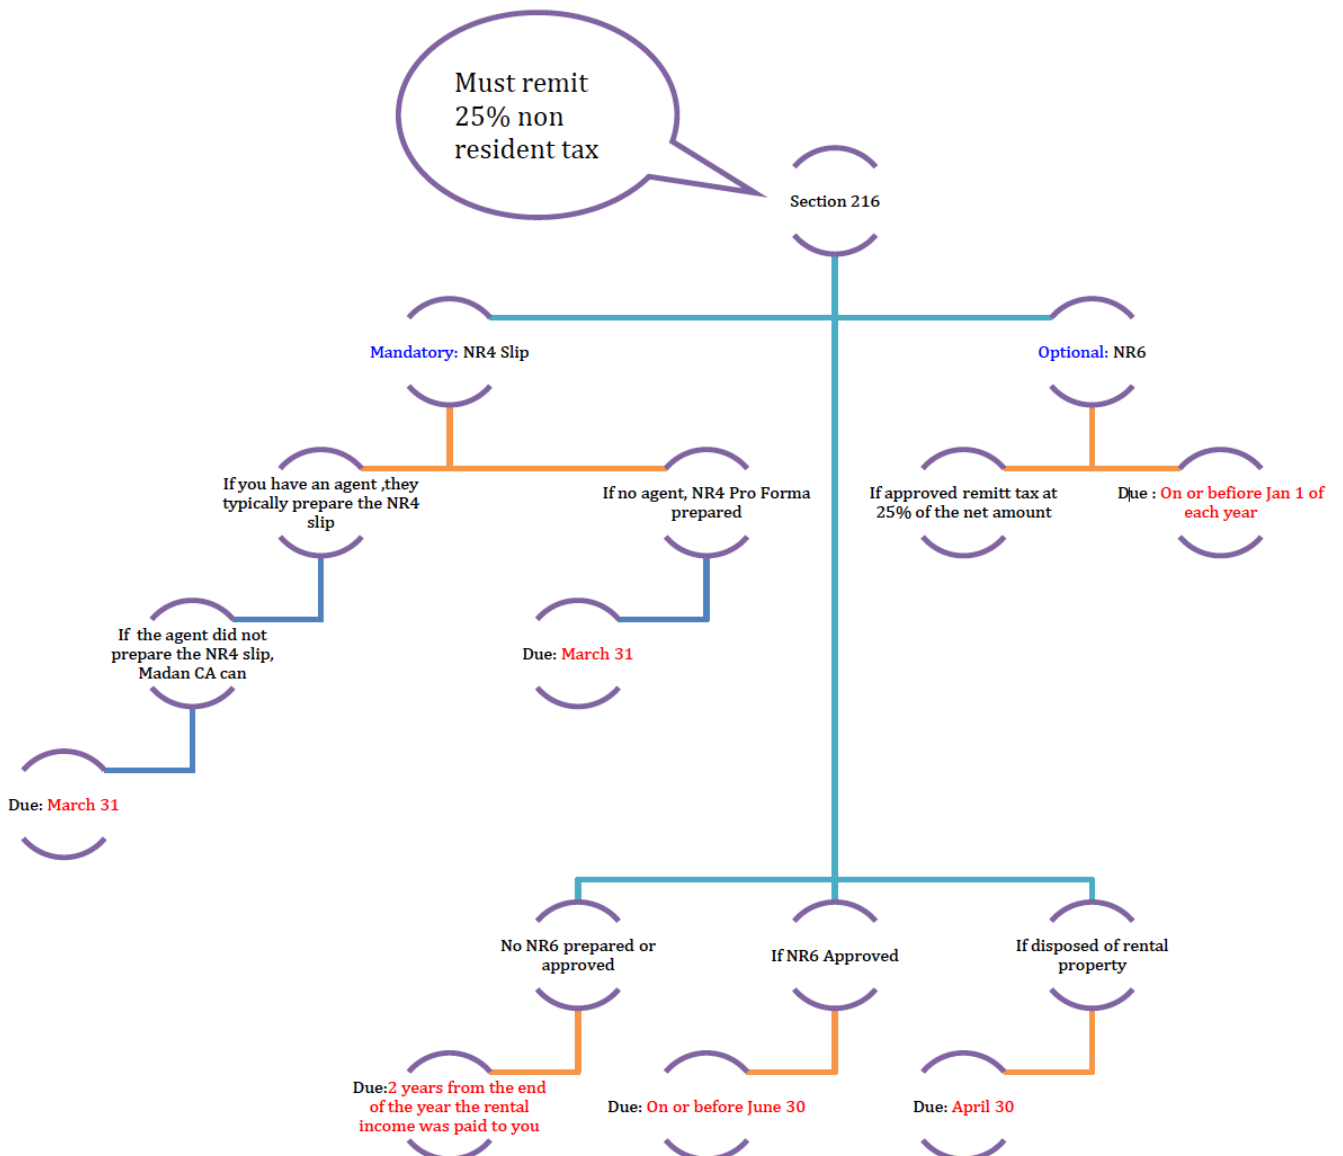 Must remit
25% non
resident tax
Section 216
Mandatory: NR4 Slip
Optional: NR6
If you have an agent ,they
typically prepare the NR4
slip
If no agent, NR4 Pro Forma
prepared
If approved remitt tax at
25% of the net amount
Due : On or befiore Jan 1 of
each year
If  the agent did not
prepare the NR4 slip,
Madan CA can
Due: March 31
Due: March 31
No NR6 prepared or
approved
If NR6 Approved
If disposed of rental
property
Due:2 years from the end
of the year the rental
income was paid to you
Due: On or before June 30
Due: April 30